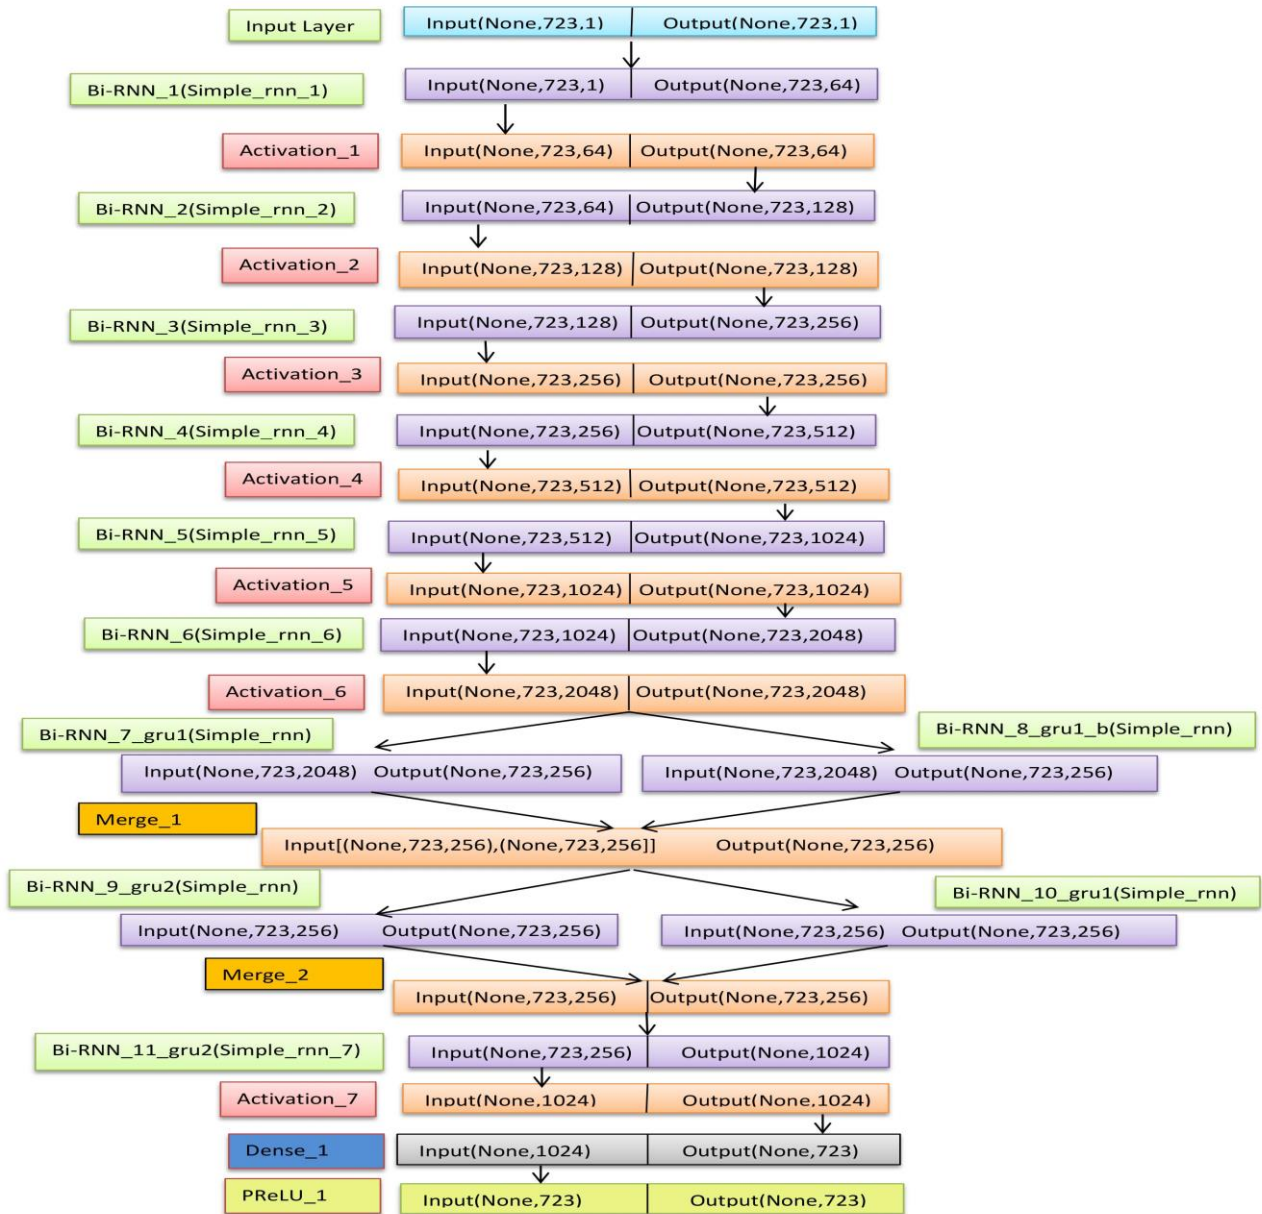 Input Layer Input(None,723,1) Output(None,723,1)
Bi-RNN_1(Simple_rnn_1) Input(None,723,1) Output(None,723,64)
Activation_1 Input(None,723,64) Output(None,723,64)
Bi-RNN_2(Simple_rnn_2) Input(None,723,64) Output(None,723,128)
Activation_2 Input(None,723,128) Output(None,723,128)
Bi-RNN_3(Simple_rnn_3) Input(None,723,128) Output(None,723,256)
Activation_3 Input(None,723,256) Output(None,723,256)
Bi-RNN_4(Simple_rnn_4) Input(None,723,256) Output(None,723,512)
Activation_4 Input(None,723,512) Output(None,723,512)
Bi-RNN_5(Simple_rnn_5) Input(None,723,512) Output(None,723,1024)
Activation_5 Input(None,723,1024) Output(None,723,1024)
Bi-RNN_6(Simple_rnn_6) Input(None,723,1024) Output(None,723,2048)
Activation_6 Input(None,723,2048) Output(None,723,2048)
Bi-RNN_7_gru1(Simple_rnn) Bi-RNN_8_gru1_b(Simple_rnn)
Input(None,723,2048) Output(None,723,256) Input(None,723,2048) Output(None,723,256)
Merge_1
Input[(None,723,256),(None,723,256]] Output(None,723,256)
Bi-RNN_9_gru2(Simple_rnn) Bi-RNN_10_gru1(Simple_rnn)
Input(None,723,256) Output(None,723,256) Input(None,723,256) Output(None,723,256)
Merge_2
Input(None,723,256) Output(None,723,256)
Bi-RNN_11_gru2(Simple_rnn_7) Input(None,723,256) Output(None,1024)
Activation_7 Input(None,1024) Output(None,1024)
Dense_1 Input(None,1024) Output(None,723)
PReLU_1 Input(None,723) Output(None,723)